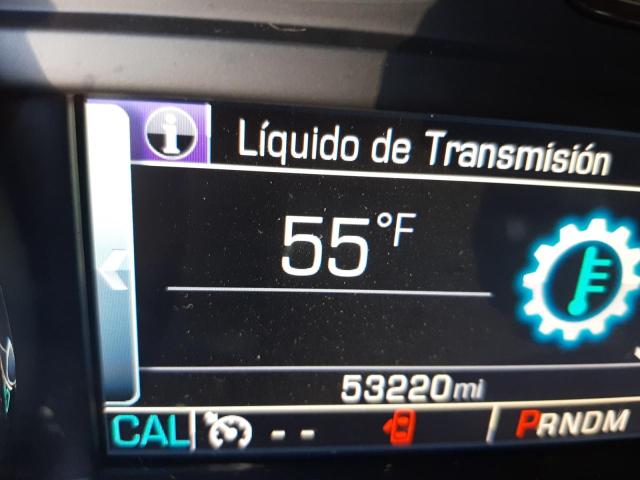 Líquido de Transmisión
55°F
53220mi
CAL -- PRNDM